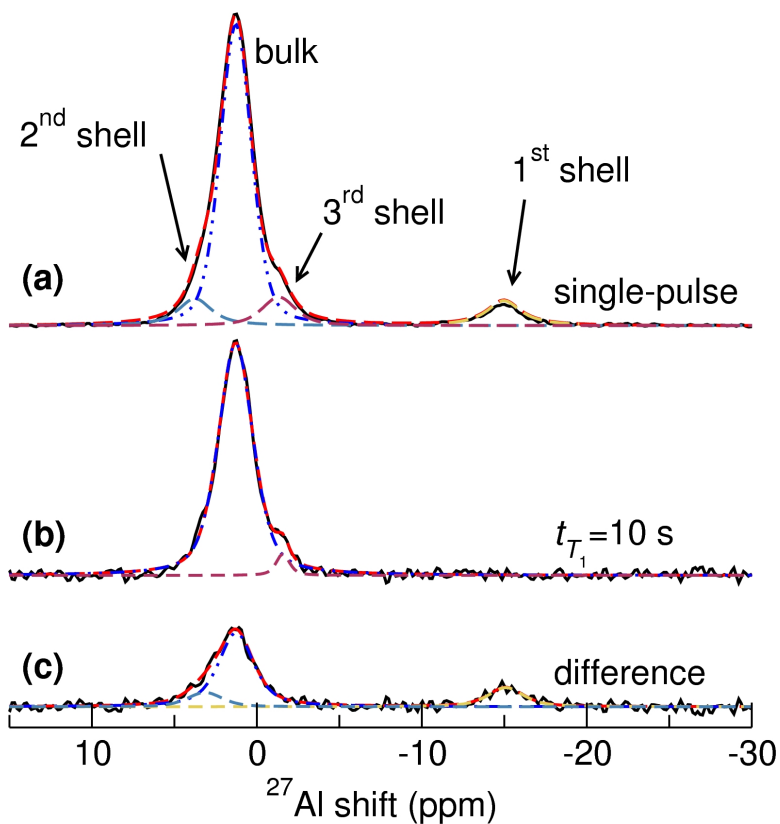 bulk
2nd shell
3rd shell
1st shell
(a)
single-pulse
(b)
tT1=10 s
(c)
difference
10 0 -10 -20 -30
27Al shift (ppm)